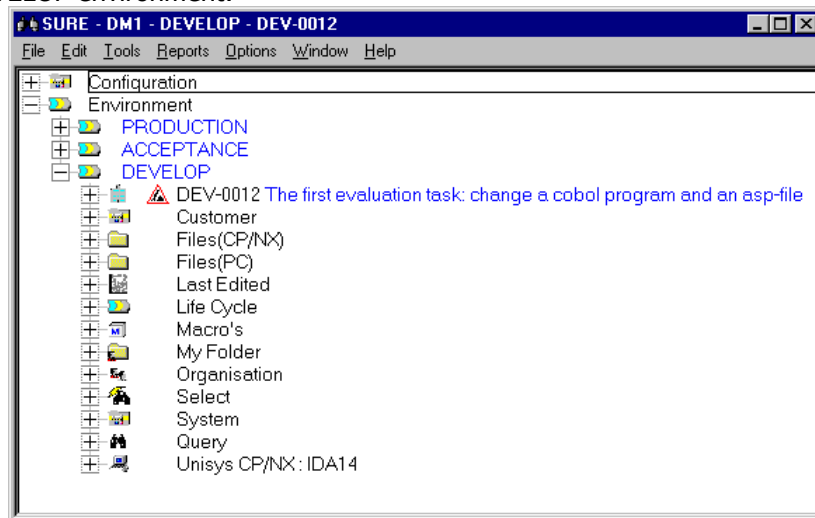 SURE - DM1 - DEVELOP - DEV-0012
File Edit Tools Reports Options Window Help
Configuration
Environment
PRODUCTION
ACCEPTANCE
DEVELOP
DEV-0012 The first evaluation task: change a cobol program and an asp-file
Customer
Files(CP/NX)
Files(PC)
Last Edited
Life Cycle
Macro's
My Folder
Organisation
Select
System
Query
Unisys CP/NX : IDA14